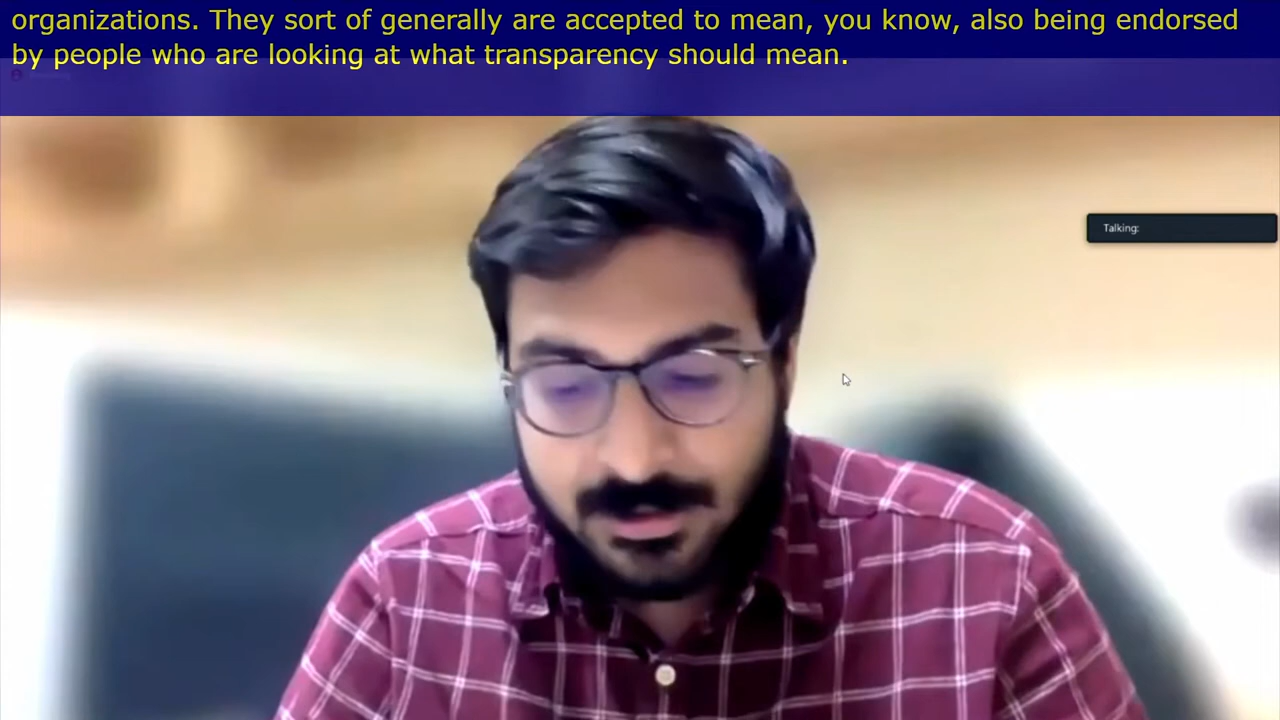 organizations. They sort of generally are accepted to mean, you know, also being endorsed
by people who are looking at what transparency should mean.
Talking: